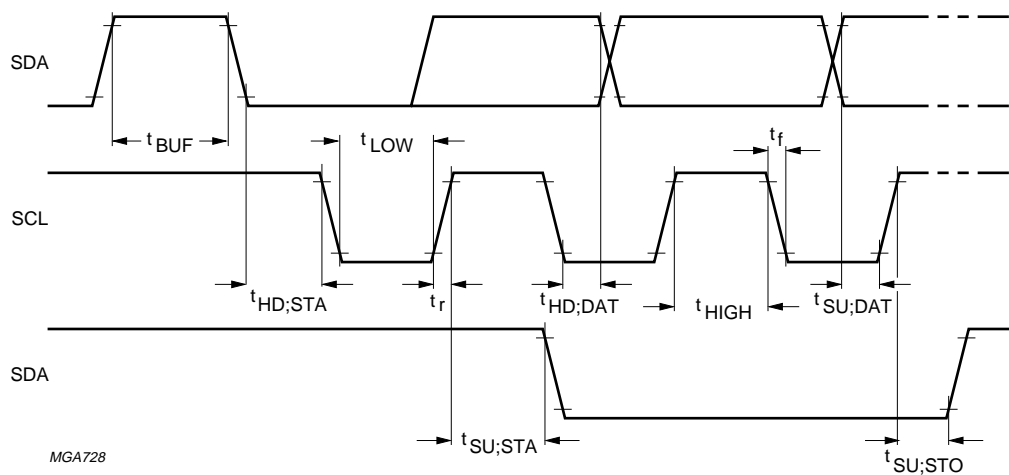 SDA
t BUF
t LOW
t f
SCL
t HD;STA
t r
t HD;DAT
t HIGH
t SU;DAT
SDA
t SU;STA
MGA728
t SU;STO